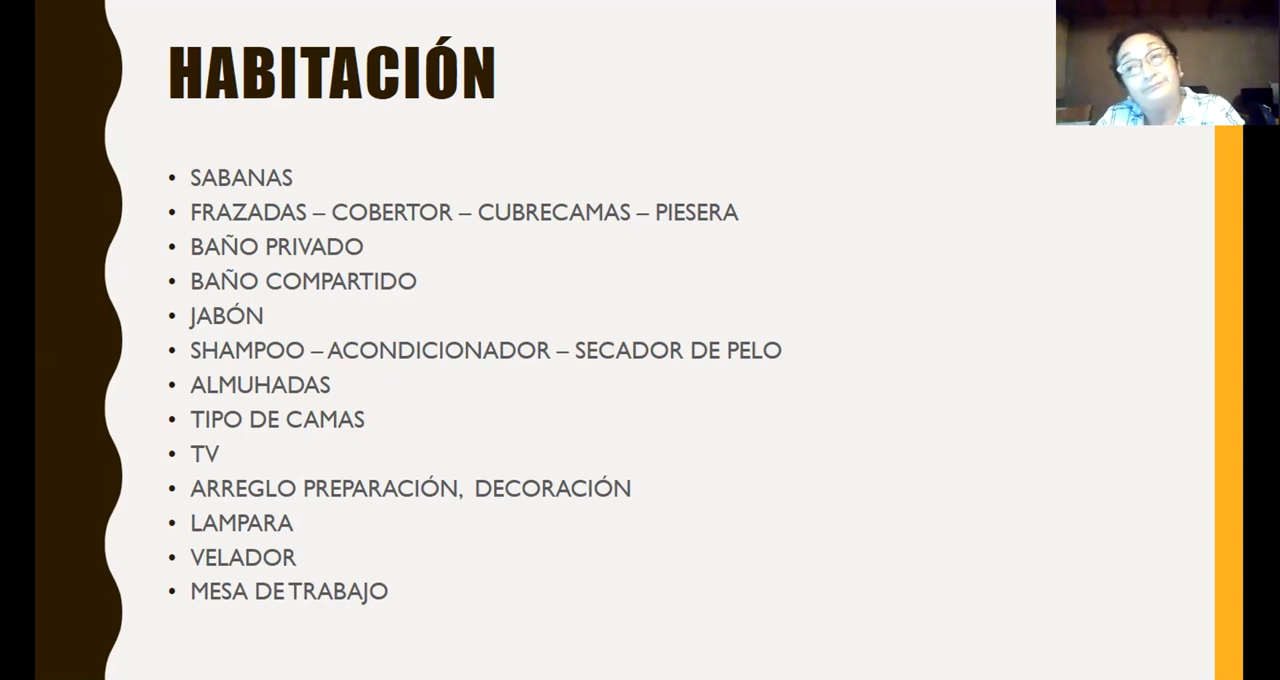 HABITACIÓN
• SABANAS
• FRAZADAS – COBERTOR – CUBRECAMAS – PIESERA
• BAÑO PRIVADO
• BAÑO COMPARTIDO
• JABÓN
• SHAMPOO – ACONDICIONADOR – SECADOR DE PELO
• ALMUHADAS
• TIPO DE CAMAS
• TV
• ARREGLO PREPARACIÓN, DECORACIÓN
• LAMPARA
• VELADOR
• MESA DE TRABAJO